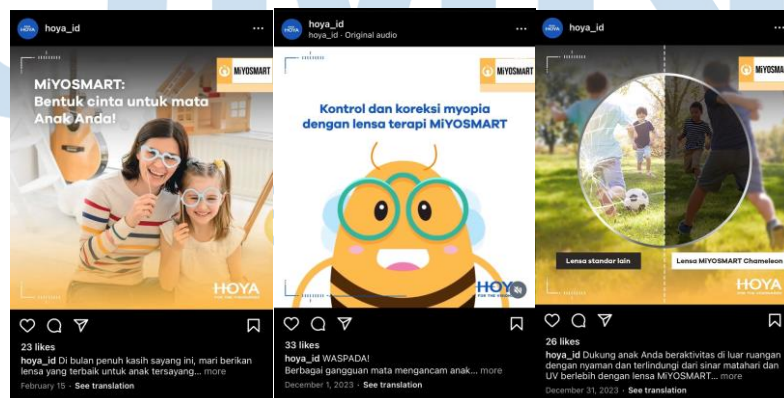 hoya_id
MiYOSMART
MiYOSMART:
Bentuk cinta untuk mata
Anak Anda!
HOYA
FOR THE VISIONARIES
23 likes
hoya_id Di bulan penuh kasih sayang ini, mari berikan
lensa yang terbaik untuk anak tersayang... more
February 15 · See translation
hoya_id
hoya_id · Original audio
MiYOSMART
Kontrol dan koreksi myopia
dengan lensa terapi MiYOSMART
HOYA
33 likes
hoya_id WASPADA!
Berbagai gangguan mata mengancam anak... more
December 1, 2023 · See translation
hoya_id
MiYOSMA
Lensa standar lain
Lensa MiYOSMART Chameleon
HOYA
26 likes
hoya_id Dukung anak Anda beraktivitas di luar ruangan
dengan nyaman dan terlindungi dari sinar matahari dan
UV berlebih dengan lensa MiYOSMART... more
December 31, 2023 · See translation